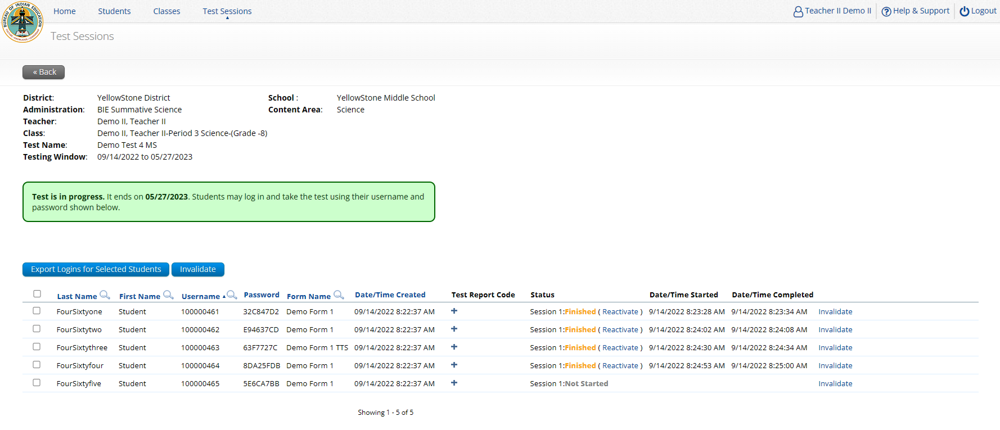 BUREAU OF INDIAN EDUCATION
CULTURE • KNOWLEDGE • LEADERSHIP
Home Students Classes Test Sessions Teacher II Demo II Help & Support Logout
Test Sessions
« Back
District: YellowStone District School : YellowStone Middle School
Administration: BIE Summative Science Content Area: Science
Teacher: Demo II, Teacher II
Class: Demo II, Teacher II-Period 3 Science-(Grade -8)
Test Name: Demo Test 4 MS
Testing Window: 09/14/2022 to 05/27/2023
Test is in progress. It ends on 05/27/2023. Students may log in and take the test using their username and
password shown below.
Export Logins for Selected Students Invalidate
Last Name First Name Username Password Form Name Date/Time Created Test Report Code Status Date/Time Started Date/Time Completed
FourSixtyone Student 100000461 32C847D2 Demo Form 1 09/14/2022 8:22:37 AM + Session 1:Finished ( Reactivate ) 9/14/2022 8:23:28 AM 9/14/2022 8:23:34 AM Invalidate
FourSixtytwo Student 100000462 E94637CD Demo Form 1 09/14/2022 8:22:37 AM + Session 1:Finished ( Reactivate ) 9/14/2022 8:24:02 AM 9/14/2022 8:24:08 AM Invalidate
FourSixtythree Student 100000463 63F7727C Demo Form 1 TTS 09/14/2022 8:22:37 AM + Session 1:Finished ( Reactivate ) 9/14/2022 8:24:30 AM 9/14/2022 8:24:34 AM Invalidate
FourSixtyfour Student 100000464 8DA25FDB Demo Form 1 09/14/2022 8:22:37 AM + Session 1:Finished ( Reactivate ) 9/14/2022 8:24:53 AM 9/14/2022 8:25:00 AM Invalidate
FourSixtyfive Student 100000465 5E6CA7BB Demo Form 1 09/14/2022 8:22:37 AM + Session 1:Not Started Invalidate
Showing 1 - 5 of 5